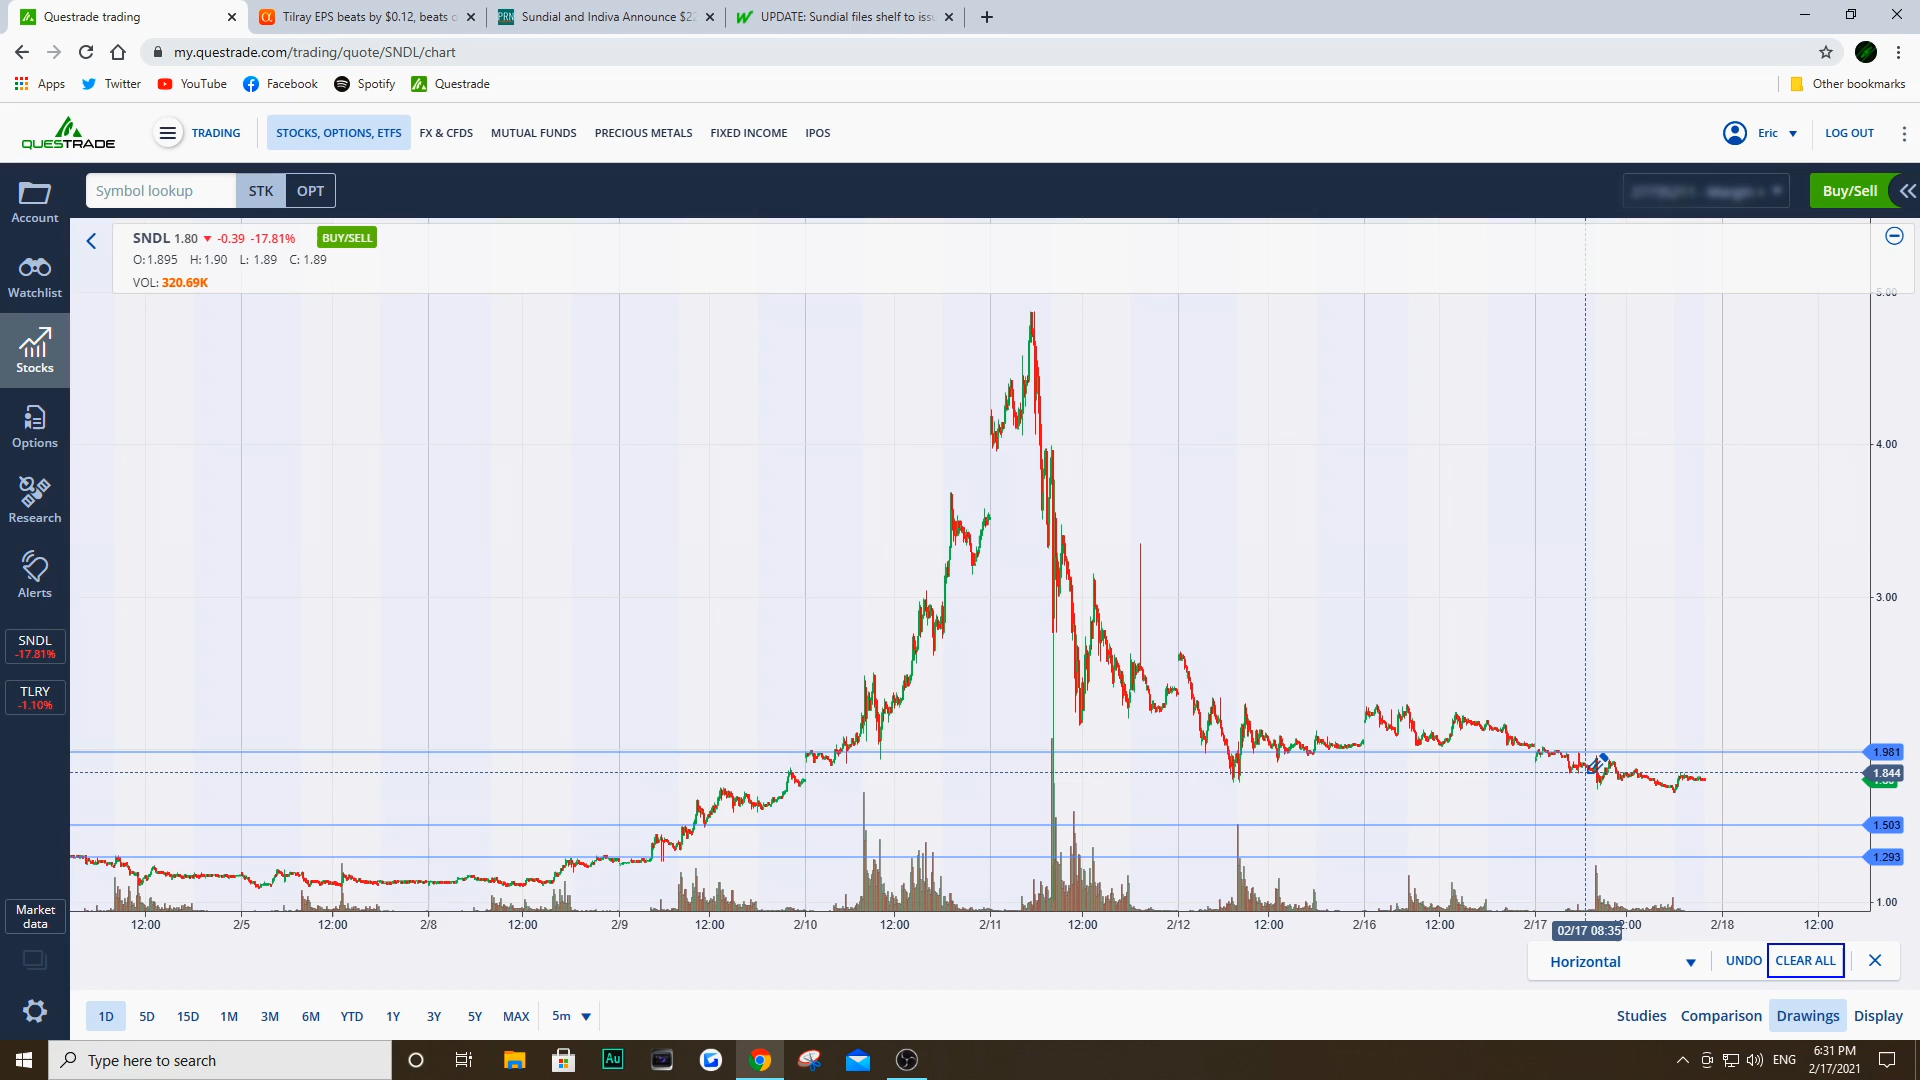 Questrade trading
Tilray EPS beats by $0.12, beats o
Sundial and Indiva Announce $22
UPDATE: Sundial files shelf to issu
my.questrade.com/trading/quote/SNDL/chart
Apps
Twitter
YouTube
Facebook
Spotify
Questrade
Other bookmarks
QUESTRADE
TRADING
STOCKS, OPTIONS, ETFS
FX & CFDS
MUTUAL FUNDS
PRECIOUS METALS
FIXED INCOME
IPOS
Eric
LOG OUT
Symbol lookup
STK
OPT
Buy/Sell
Account
Watchlist
Stocks
Options
Research
Alerts
SNDL
-17.81%
TLRY
-1.10%
Market
data
SNDL 1.80 -0.39 -17.81% BUY/SELL
O:1.895 H:1.90 L: 1.89 C: 1.89
VOL: 320.69K
5.00
4.00
3.00
1.981
1.844
1.503
1.293
1.00
12:00 2/5 12:00 2/8 12:00 2/9 12:00 2/10 12:00 2/11 12:00 2/12 12:00 2/16 12:00 2/17 2:00 2/18 12:00
02/17 08:35
Horizontal
UNDO
CLEAR ALL
1D 5D 15D 1M 3M 6M YTD 1Y 3Y 5Y MAX 5m
Studies Comparison Drawings Display
Type here to search
Au
ENG
6:31 PM
2/17/2021